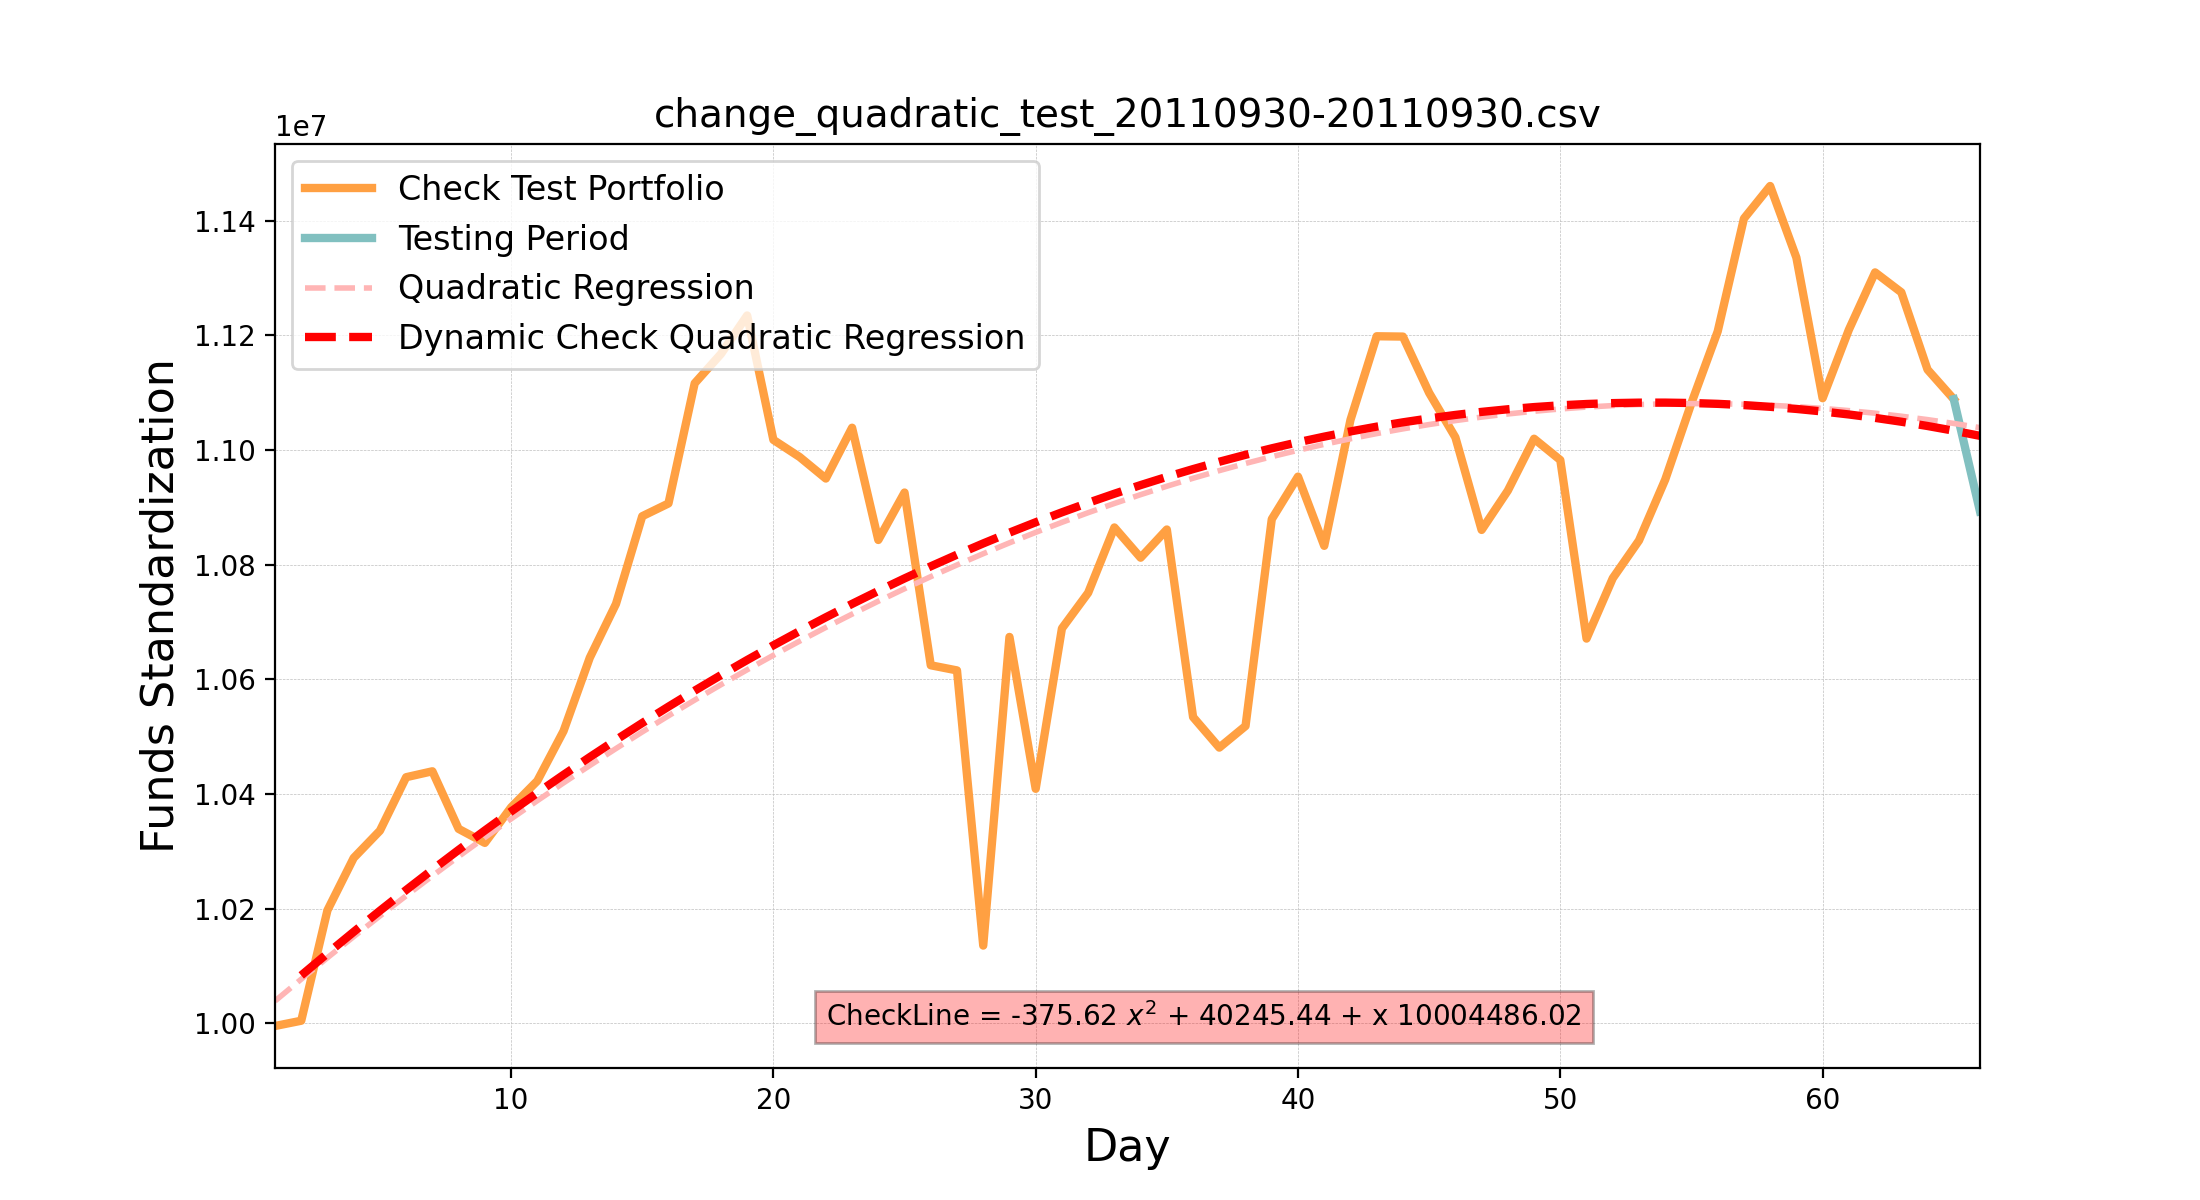 change_quadratic_test_20110930-20110930.csv
1e7
Check Test Portfolio
Testing Period
Quadratic Regression
Dynamic Check Quadratic Regression
1.14
1.12
1.10
1.08
1.06
1.04
1.02
1.00
Funds Standardization
CheckLine = -375.62 x² + 40245.44 + x 10004486.02
10 20 30 40 50 60
Day